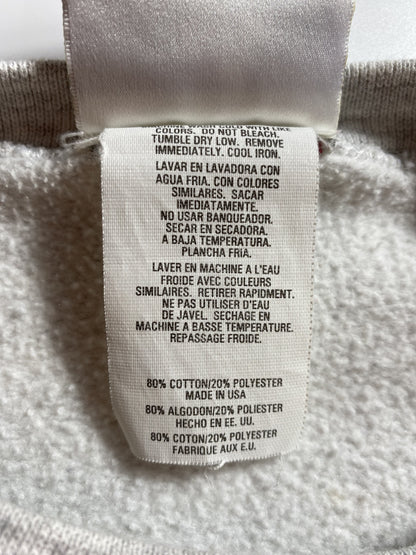 COLORS. DO NOT BLEACH.
TUMBLE DRY LOW. REMOVE
IMMEDIATELY. COOL IRON.
LAVAR EN LAVADORA CON
AGUA FRIA. CON COLORES
SIMILARES. SACAR
IMEDIATAMENTE.
NO USAR BANQUEADOR.
SECAR EN SECADORA.
A BAJA TEMPERATURA.
PLANCHA FRIA.
LAVER EN MACHINE A L'EAU
FROIDE AVEC COULEURS
SIMILAIRES. RETIRER RAPIDMENT.
NE PAS UTILISER D'EAU
DE JAVEL. SECHAGE EN
MACHINE A BASSE TEMPERATURE.
REPASSAGE FROIDE.
80% COTTON/20% POLYESTER
MADE IN USA
80% ALGODON/20% POLIESTER
HECHO EN EE. UU.
80% COTON/20% POLYESTER
FABRIQUE AUX E.U.